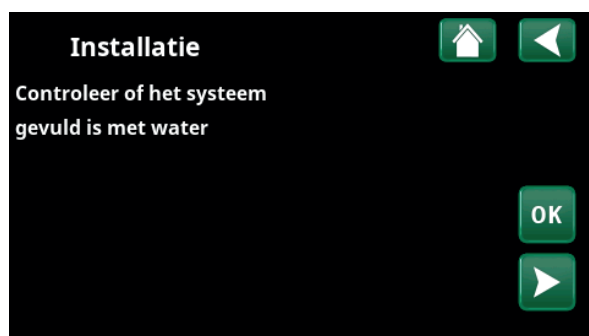 Installatie
Controleer of het systeem
gevuld is met water
OK